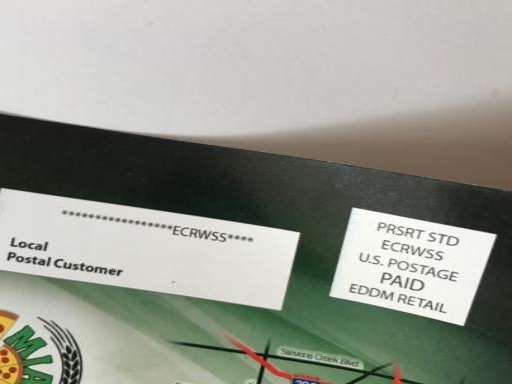 ******************ECRWSS****
Local
Postal Customer
PRSRT STD
ECRWSS
U.S. POSTAGE
PAID
EDDM RETAIL
Stevens Creek Blvd